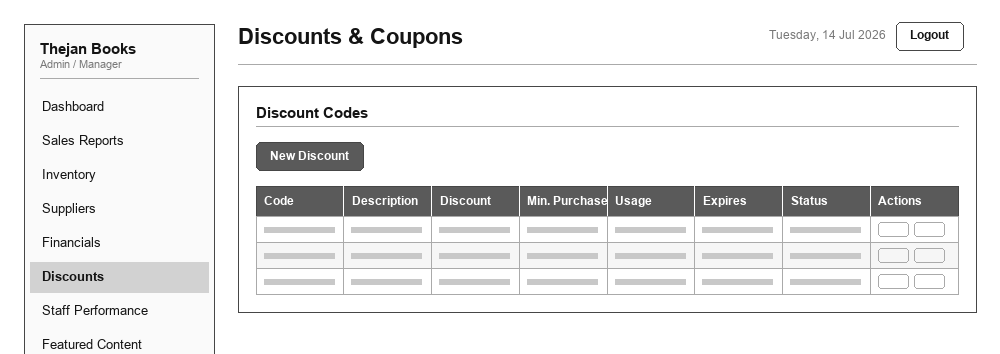 Thejan Books
Admin / Manager
Dashboard
Sales Reports
Inventory
Suppliers
Financials
Discounts
Staff Performance
Featured Content
Discounts & Coupons
Tuesday, 14 Jul 2026
Logout
Discount Codes
New Discount
Code Description Discount Min. Purchase Usage Expires Status Actions